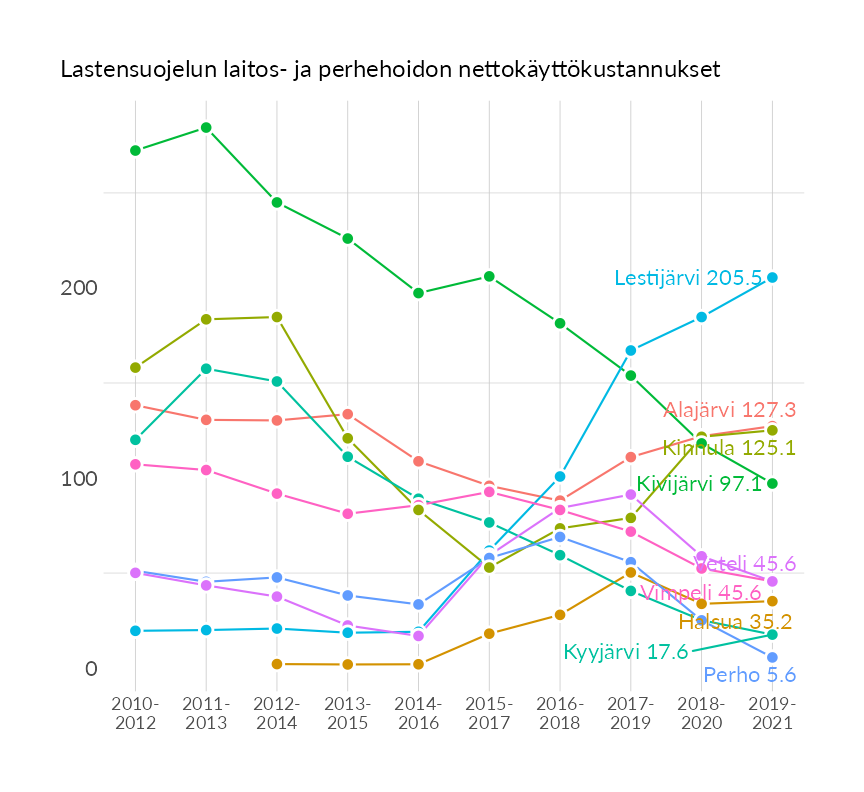 Lastensuojelun laitos- ja perhehoidon nettokäyttökustannukset
200
100
0
Lestijärvi 205.5
Alajärvi 127.3
Kinnula 125.1
Kivijärvi 97.1
Veteli 45.6
Vimpeli 45.6
Halsua 35.2
Kyyjärvi 17.6
Perho 5.6
2010-
2012
2011-
2013
2012-
2014
2013-
2015
2014-
2016
2015-
2017
2016-
2018
2017-
2019
2018-
2020
2019-
2021